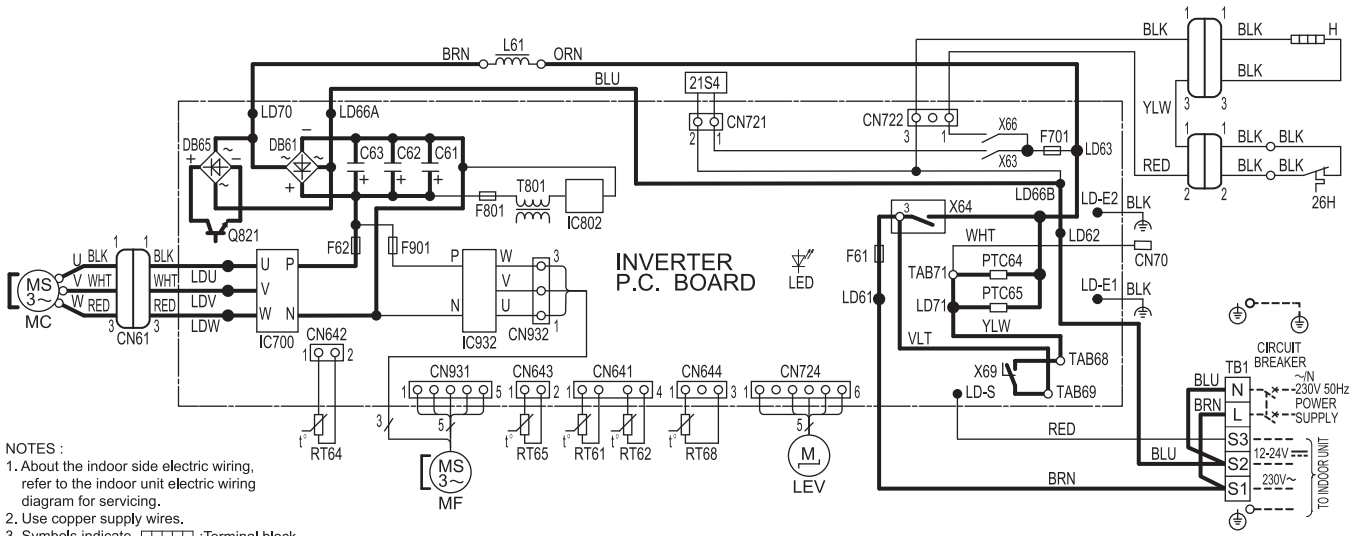 BRN L61 ORN
BLU
BLK 1 1 BLK H
BLK
3 3
YLW
1 1 BLK BLK
RED BLK BLK
2 2 26H
LD70 LD66A
21S4
CN721
2 1
CN722
3 1
X66
X63
F701
LD63
DB65
+ ~ −
~
DB61
− ~ +
C63 C62 C61
+ + +
F801
T801
IC802
Q821
LD66B
3 X64
LD-E2 BLK
WHT
LD62
CN70
F62
F901
F61
TAB71
PTC64
LD61
LD71
PTC65
LD-E1 BLK
YLW
VLT
MS
3~
MC
U BLK 1 1 BLK LDU
V WHT WHT LDV
W RED 3 3 RED LDW
CN61
U P
V
W N
IC700
P W
V
N U
IC932
3
1
CN932
INVERTER
P.C. BOARD
LED
X69
TAB68
TAB69
LD-S
CN642
1 2
CN931
1 5
CN643
1 2
CN641
1 4
CN644
1 3
CN724
1 6
3
5
5
t° RT64
t° RT65
t° RT61
t° RT62
t° RT68
MS
3~
MF
M
LEV
RED
BLU
BRN
CIRCUIT
BREAKER
TB1
BLU N ~/N
230V 50Hz
BRN L POWER
SUPPLY
S3
12-24V
S2
230V~
S1
TO INDOOR UNIT
NOTES :
1. About the indoor side electric wiring,
refer to the indoor unit electric wiring
diagram for servicing.
2. Use copper supply wires.
3. Symbols indicate, :Terminal block